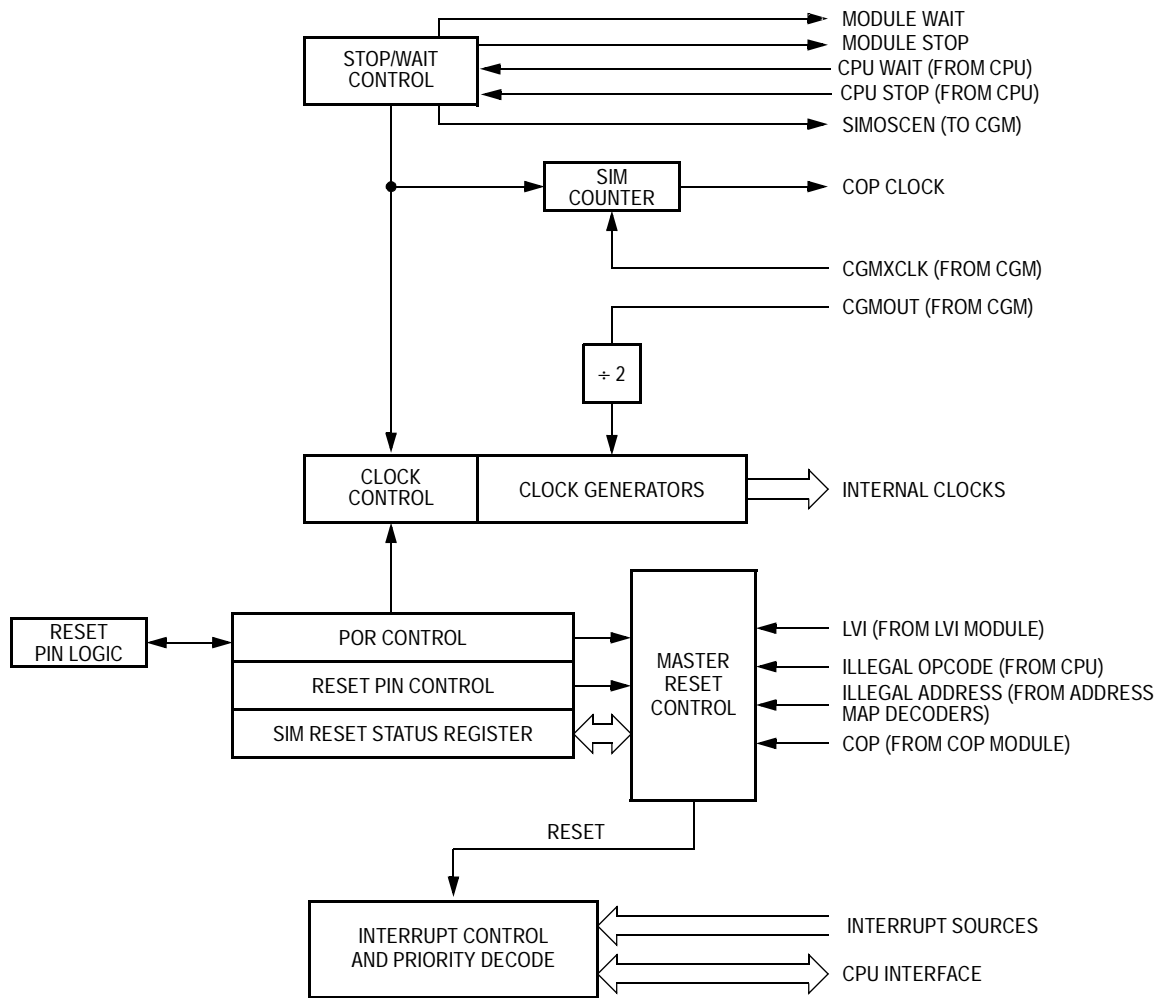 MODULE WAIT
MODULE STOP
STOP/WAIT
CONTROL
CPU WAIT (FROM CPU)
CPU STOP (FROM CPU)
SIMOSCEN (TO CGM)
SIM
COUNTER
COP CLOCK
CGMXCLK (FROM CGM)
CGMOUT (FROM CGM)
÷ 2
CLOCK
CONTROL
CLOCK GENERATORS
INTERNAL CLOCKS
RESET
PIN LOGIC
POR CONTROL
RESET PIN CONTROL
SIM RESET STATUS REGISTER
MASTER
RESET
CONTROL
LVI (FROM LVI MODULE)
ILLEGAL OPCODE (FROM CPU)
ILLEGAL ADDRESS (FROM ADDRESS
MAP DECODERS)
COP (FROM COP MODULE)
RESET
INTERRUPT CONTROL
AND PRIORITY DECODE
INTERRUPT SOURCES
CPU INTERFACE